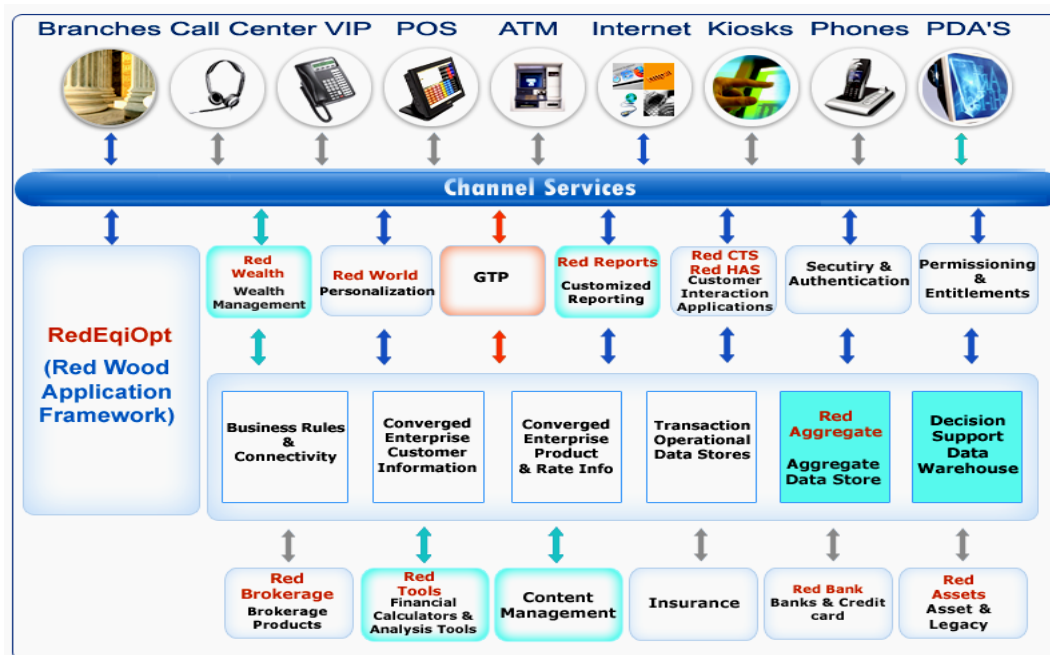 Branches Call Center VIP POS ATM Internet Kiosks Phones PDA'S
Channel Services
RedEqiOpt
(Red Wood
Application
Framework)
Red
Wealth
Wealth
Management
Red World
Personalization
GTP
Red Reports
Customized
Reporting
Red CTS
Red HAS
Customer
Interaction
Applications
Secutiry &
Authentication
Permissioning
&
Entitlements
Business Rules
&
Connectivity
Converged
Enterprise
Customer
Information
Converged
Enterprise
Product
& Rate Info
Transaction
Operational
Data Stores
Red
Aggregate
Aggregate
Data Store
Decision
Support
Data
Warehouse
Red
Brokerage
Brokerage
Products
Red
Tools
Financial
Calculators &
Analysis Tools
Content
Management
Insurance
Red Bank
Banks & Credit
card
Red
Assets
Asset &
Legacy